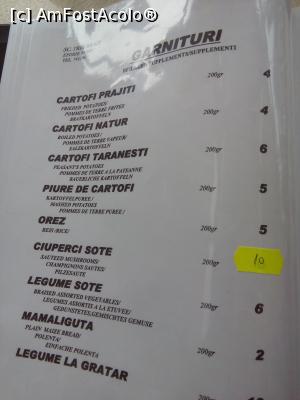 [c] AmFostAcolo®
GARNITURI
CARTOFI PRAJITI 200gr 4
POMMES DE TERRE FRITES
BRATKARTOFFELN
CARTOFI NATUR 200gr 4
BOILED POTATOES/
POMMES DE TERRE VAPEUR/
SALZKARTOFFELN
CARTOFI TARANESTI 200gr 6
PEASANT'S POTATOES
POMMES DE TERRE A LA PAYEANNE
BAUERLICHE KARTOFFELN
PIURE DE CARTOFI 200gr 5
KARTOFFELPUREE/
MASHED POTATOES
POMMES DE TERRE PUREE /
OREZ 200gr 5
REIS /RICE/
CIUPERCI SOTE 200gr 10
SAUTEED MUSHROOMS/
CHAMPIGNONS SAUTES/
PILZESAUTE
LEGUME SOTE 200gr 6
BRAISED ASSORTED VEGETABLES/
LEGUMES ASSORTIS A LA ETUVEE/
GEDUNSTETES,GEMISCHTES GEMUSE
MAMALIGUTA 200gr 2
PLAIN MAIZE BREAD/
POLENTA/
EINFACHE POLENTA
LEGUME LA GRATAR